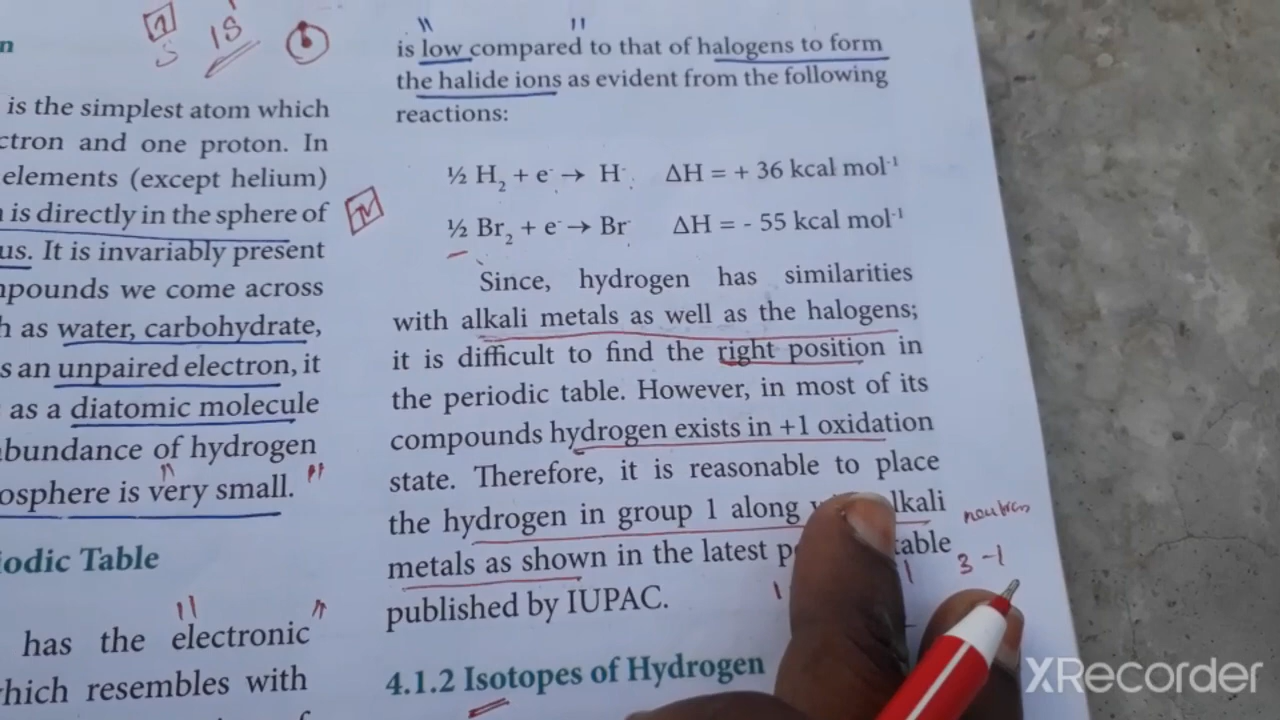 n
is the simplest atom which
ctron and one proton. In
elements (except helium)
is directly in the sphere of
us. It is invariably present
mpounds we come across
h as water, carbohydrate,
s an unpaired electron, it
as a diatomic molecule
abundance of hydrogen
osphere is very small.
iodic Table
has the electronic
hich resembles with
is low compared to that of halogens to form
the halide ions as evident from the following
reactions:
½ H₂ + e⁻ → H⁻ ΔH = + 36 kcal mol⁻¹
½ Br₂ + e⁻ → Br⁻ ΔH = - 55 kcal mol⁻¹
Since, hydrogen has similarities
with alkali metals as well as the halogens;
it is difficult to find the right position in
the periodic table. However, in most of its
compounds hydrogen exists in +1 oxidation
state. Therefore, it is reasonable to place
the hydrogen in group 1 along lkali
metals as shown in the latest p table
published by IUPAC.
neutron
3 -1
4.1.2 Isotopes of Hydrogen
XRecorder